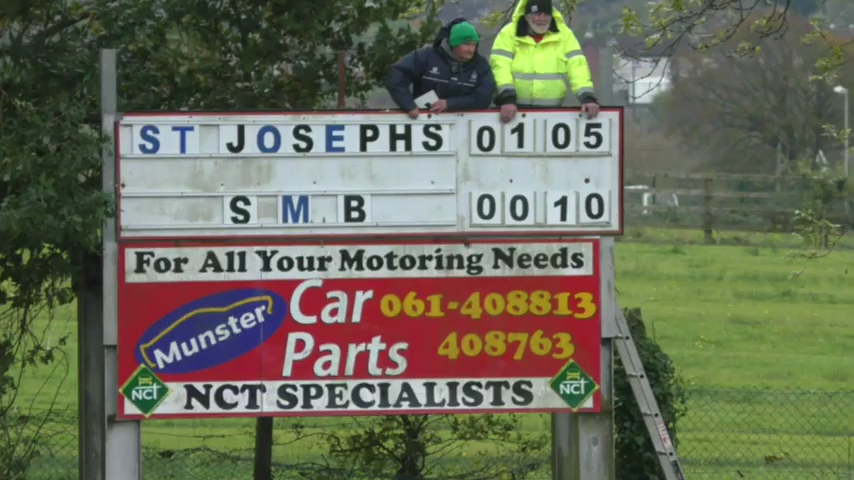 ST JOSEPHS 01 05
SMB 00 10
For All Your Motoring Needs
Munster
Car 061-408813
Parts 408763
NCT NCT SPECIALISTS NCT